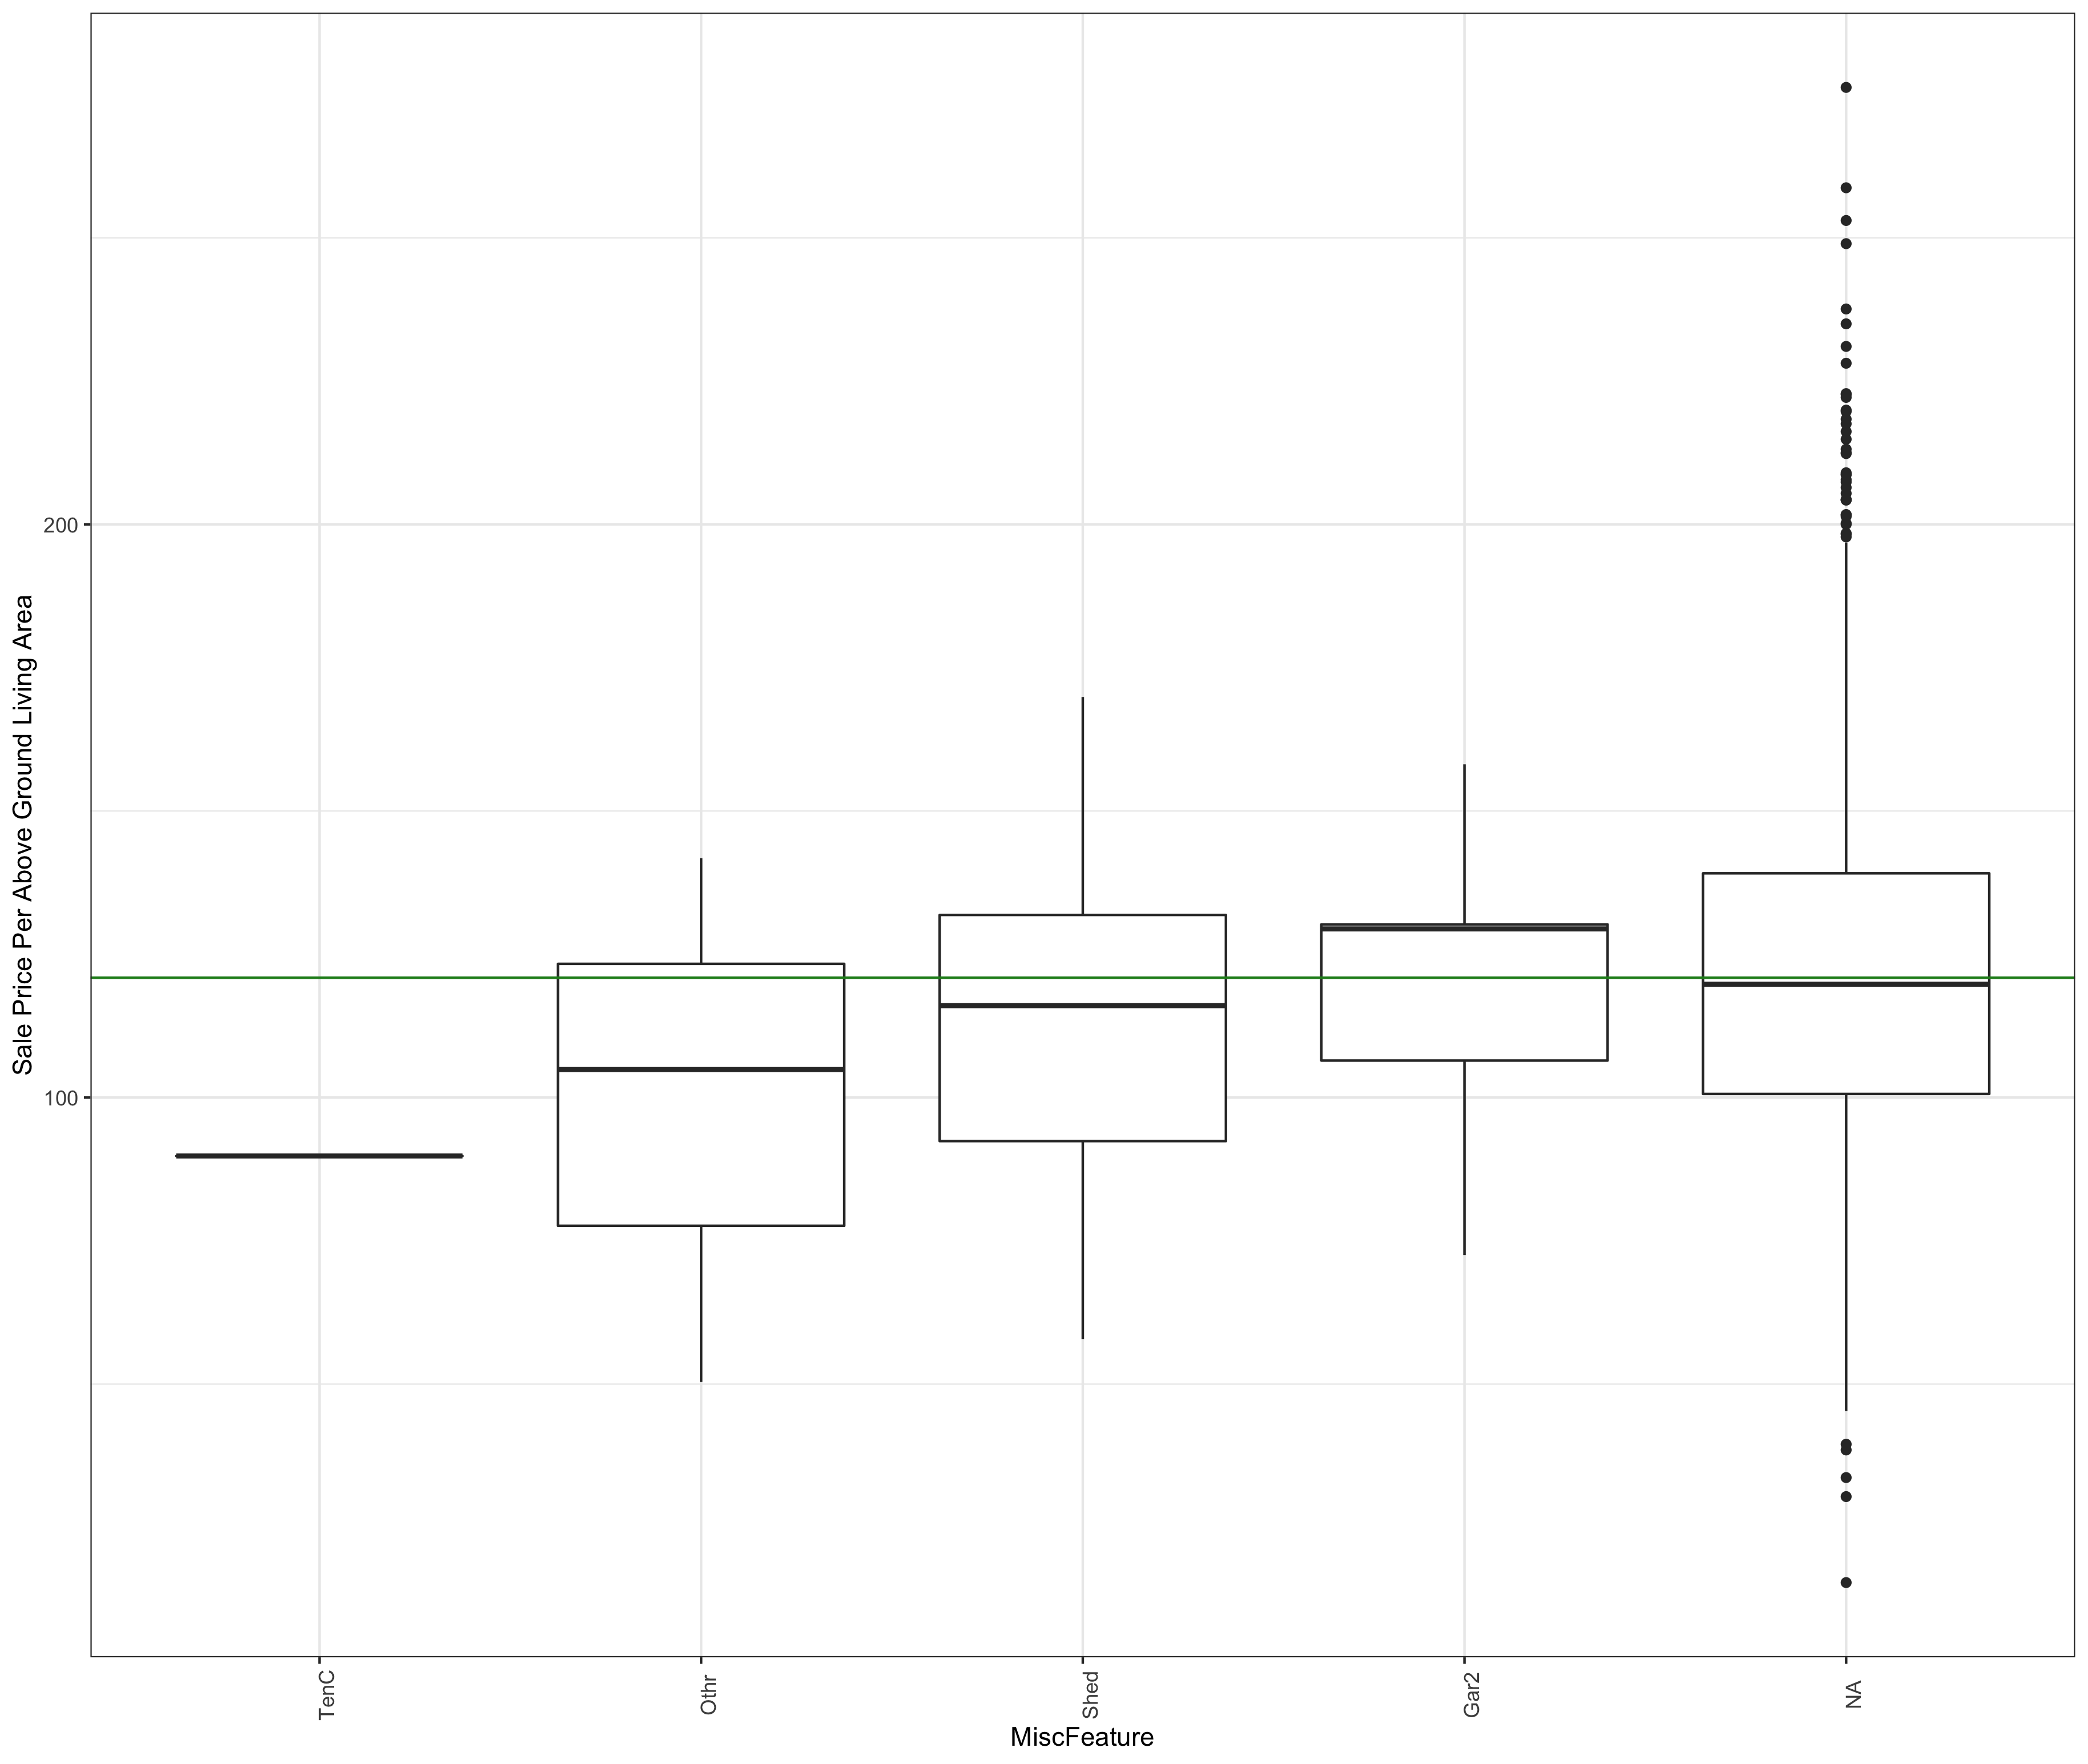 Sale Price Per Above Ground Living Area
200
100
TenC
Othr
Shed
Gar2
NA
MiscFeature